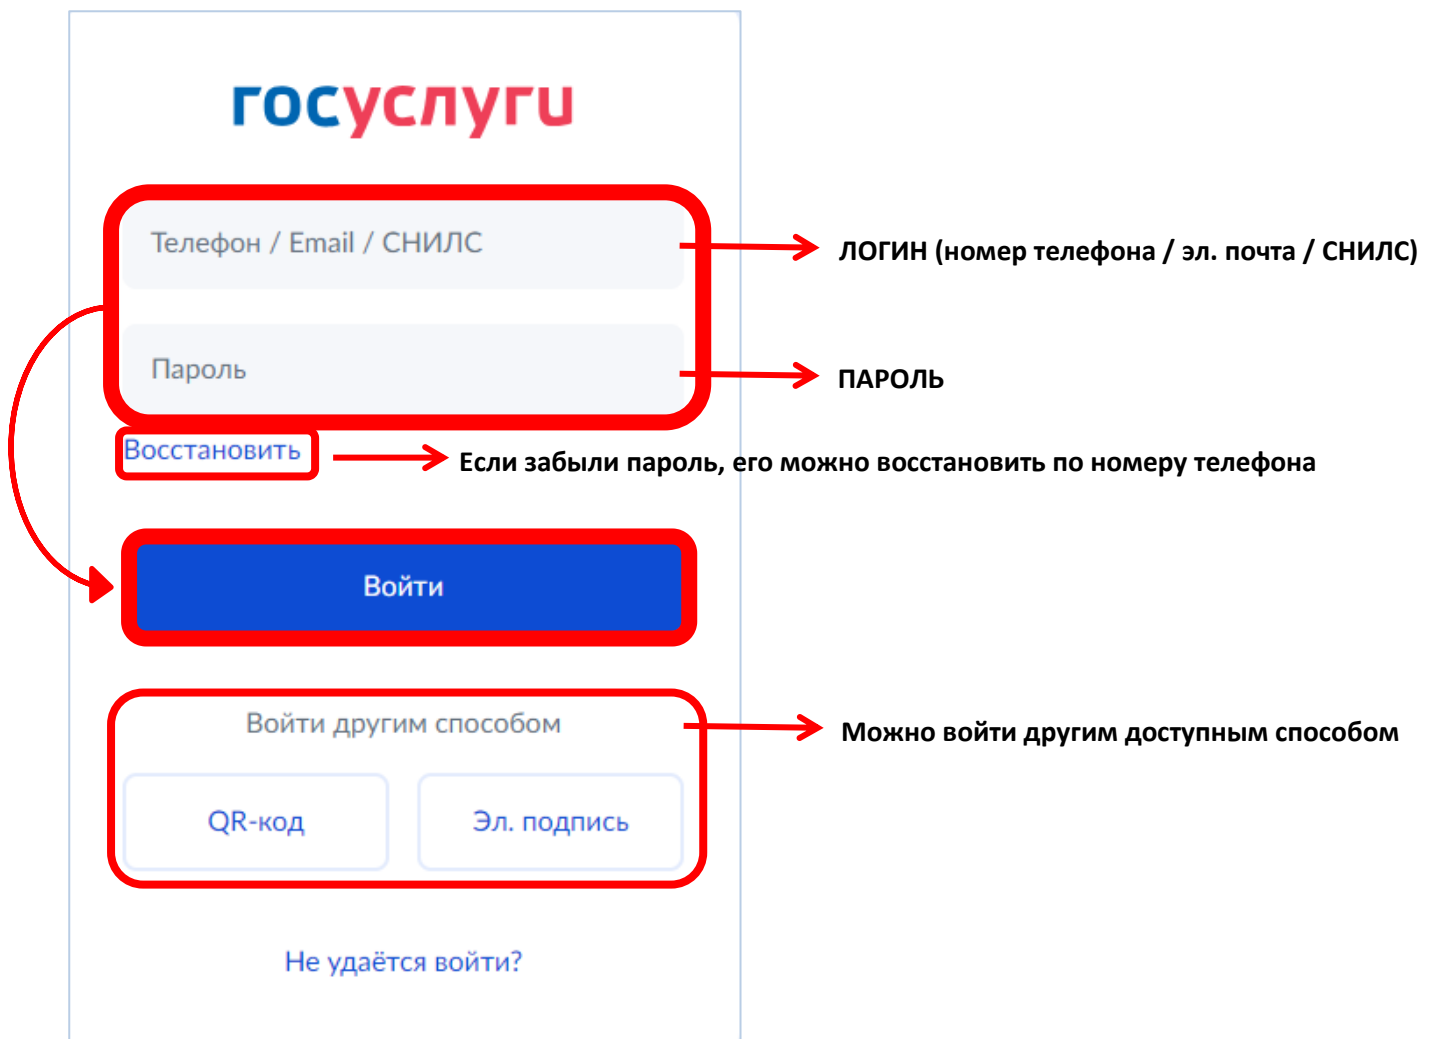 госуслуги
Телефон / Email / СНИЛС
ЛОГИН (номер телефона / эл. почта / СНИЛС)
Пароль
ПАРОЛЬ
Восстановить
Если забыли пароль, его можно восстановить по номеру телефона
Войти
Войти другим способом
Можно войти другим доступным способом
QR-код
Эл. подпись
Не удаётся войти?